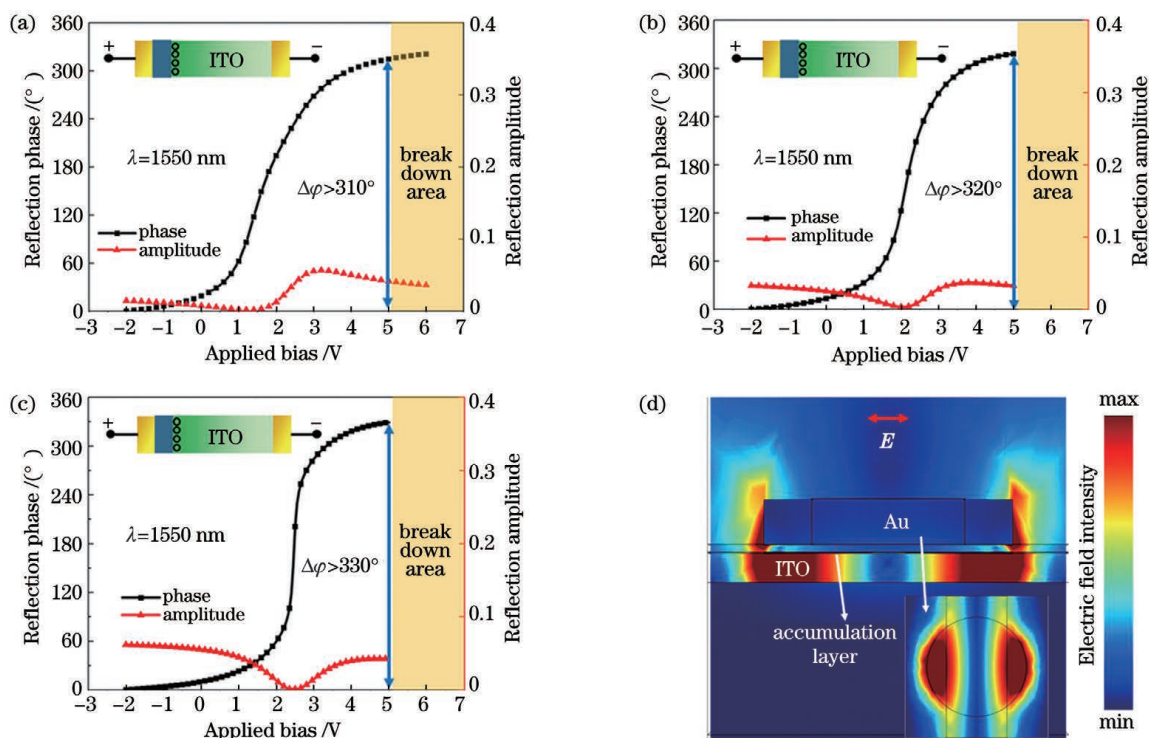 (a)
360
300
240
180
120
60
0
Reflection phase /(°)
+
ITO
−
λ=1550 nm
Δφ>310°
break
down
area
phase
amplitude
0.4
0.3
0.2
0.1
0
Reflection amplitude
−3 −2 −1 0 1 2 3 4 5 6 7
Applied bias /V
(b)
360
300
240
180
120
60
0
Reflection phase /(°)
+
ITO
−
λ=1550 nm
Δφ>320°
break
down
area
phase
amplitude
0.4
0.3
0.2
0.1
0
Reflection amplitude
−3 −2 −1 0 1 2 3 4 5 6 7
Applied bias /V
(c)
360
300
240
180
120
60
0
Reflection phase /(°)
+
ITO
−
λ=1550 nm
Δφ>330°
break
down
area
phase
amplitude
0.4
0.3
0.2
0.1
0
Reflection amplitude
−3 −2 −1 0 1 2 3 4 5 6 7
Applied bias /V
(d)
E
Au
ITO
accumulation
layer
max
Electric field intensity
min